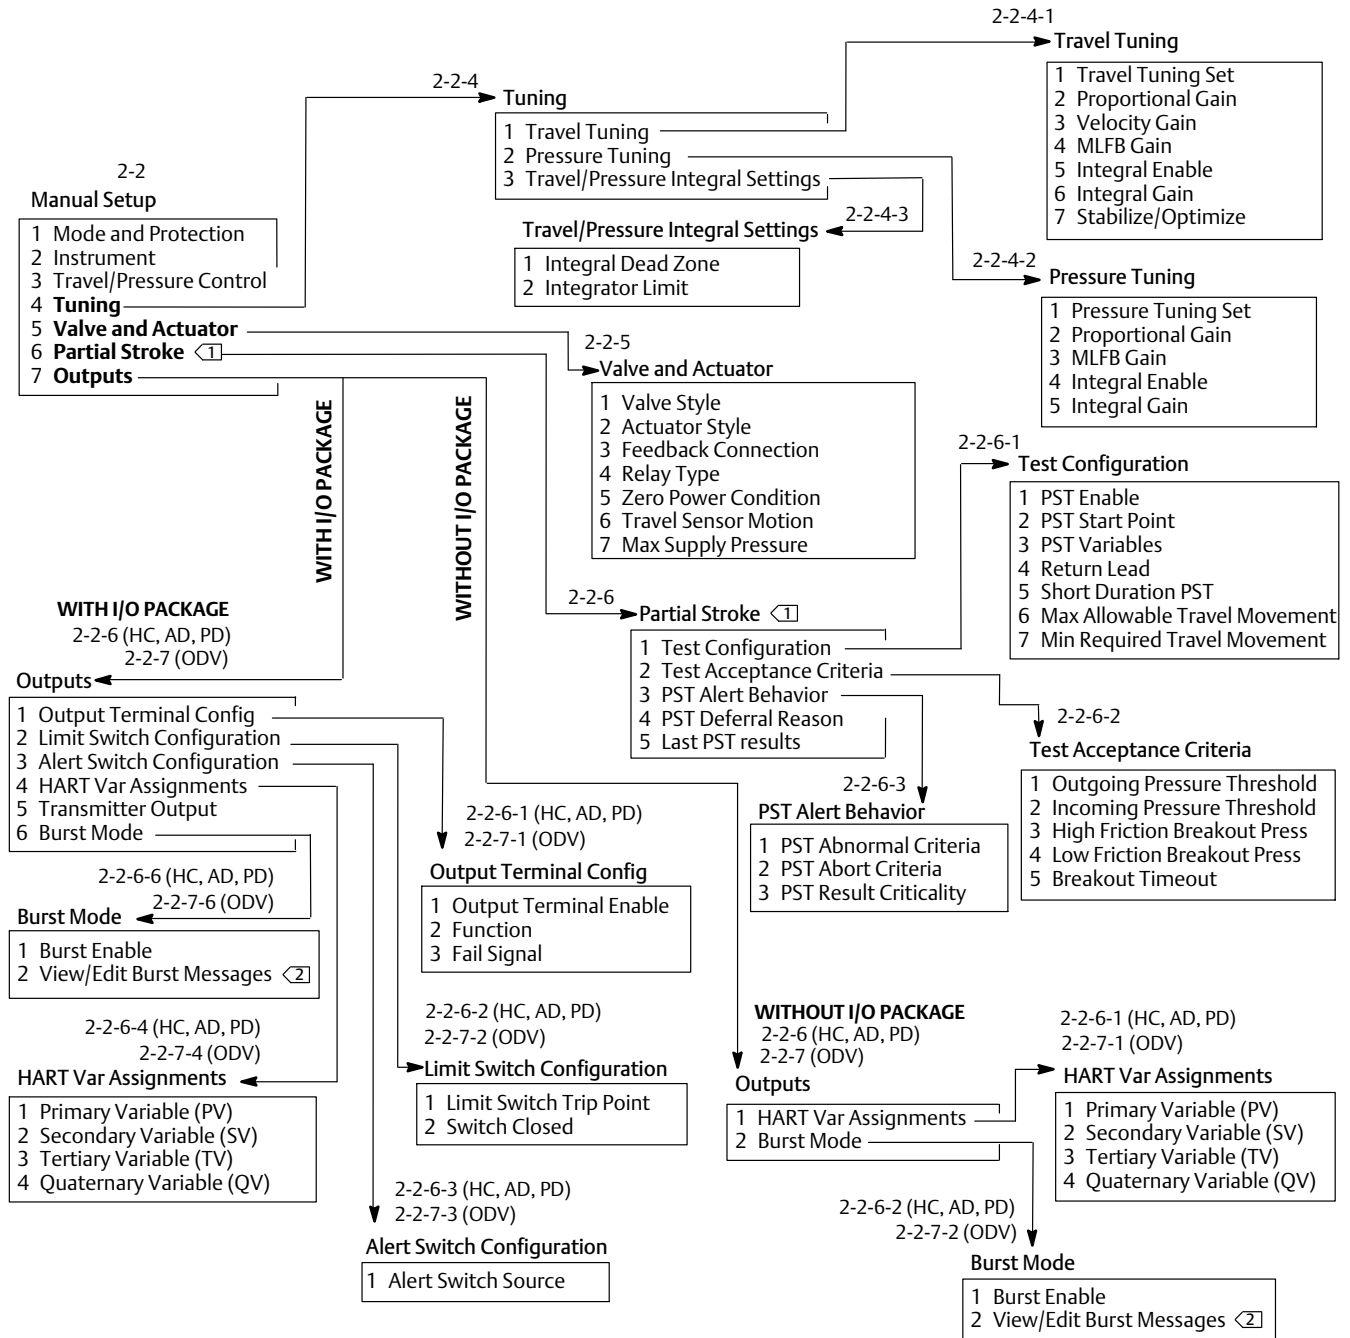 2-2
Manual Setup
1 Mode and Protection
2 Instrument
3 Travel/Pressure Control
4 Tuning
5 Valve and Actuator
6 Partial Stroke 1
7 Outputs
2-2-4
Tuning
1 Travel Tuning
2 Pressure Tuning
3 Travel/Pressure Integral Settings
2-2-4-1
Travel Tuning
1 Travel Tuning Set
2 Proportional Gain
3 Velocity Gain
4 MLFB Gain
5 Integral Enable
6 Integral Gain
7 Stabilize/Optimize
2-2-4-3
Travel/Pressure Integral Settings
1 Integral Dead Zone
2 Integrator Limit
2-2-4-2
Pressure Tuning
1 Pressure Tuning Set
2 Proportional Gain
3 MLFB Gain
4 Integral Enable
5 Integral Gain
2-2-5
Valve and Actuator
1 Valve Style
2 Actuator Style
3 Feedback Connection
4 Relay Type
5 Zero Power Condition
6 Travel Sensor Motion
7 Max Supply Pressure
WITH I/O PACKAGE
WITHOUT I/O PACKAGE
2-2-6
Partial Stroke 1
1 Test Configuration
2 Test Acceptance Criteria
3 PST Alert Behavior
4 PST Deferral Reason
5 Last PST results
2-2-6-1
Test Configuration
1 PST Enable
2 PST Start Point
3 PST Variables
4 Return Lead
5 Short Duration PST
6 Max Allowable Travel Movement
7 Min Required Travel Movement
2-2-6-2
Test Acceptance Criteria
1 Outgoing Pressure Threshold
2 Incoming Pressure Threshold
3 High Friction Breakout Press
4 Low Friction Breakout Press
5 Breakout Timeout
2-2-6-3
PST Alert Behavior
1 PST Abnormal Criteria
2 PST Abort Criteria
3 PST Result Criticality
WITH I/O PACKAGE
2-2-6 (HC, AD, PD)
2-2-7 (ODV)
Outputs
1 Output Terminal Config
2 Limit Switch Configuration
3 Alert Switch Configuration
4 HART Var Assignments
5 Transmitter Output
6 Burst Mode
2-2-6-1 (HC, AD, PD)
2-2-7-1 (ODV)
Output Terminal Config
1 Output Terminal Enable
2 Function
3 Fail Signal
2-2-6-6 (HC, AD, PD)
2-2-7-6 (ODV)
Burst Mode
1 Burst Enable
2 View/Edit Burst Messages 2
2-2-6-4 (HC, AD, PD)
2-2-7-4 (ODV)
HART Var Assignments
1 Primary Variable (PV)
2 Secondary Variable (SV)
3 Tertiary Variable (TV)
4 Quaternary Variable (QV)
2-2-6-2 (HC, AD, PD)
2-2-7-2 (ODV)
Limit Switch Configuration
1 Limit Switch Trip Point
2 Switch Closed
2-2-6-3 (HC, AD, PD)
2-2-7-3 (ODV)
Alert Switch Configuration
1 Alert Switch Source
WITHOUT I/O PACKAGE
2-2-6 (HC, AD, PD)
2-2-7 (ODV)
Outputs
1 HART Var Assignments
2 Burst Mode
2-2-6-1 (HC, AD, PD)
2-2-7-1 (ODV)
HART Var Assignments
1 Primary Variable (PV)
2 Secondary Variable (SV)
3 Tertiary Variable (TV)
4 Quaternary Variable (QV)
2-2-6-2 (HC, AD, PD)
2-2-7-2 (ODV)
Burst Mode
1 Burst Enable
2 View/Edit Burst Messages 2